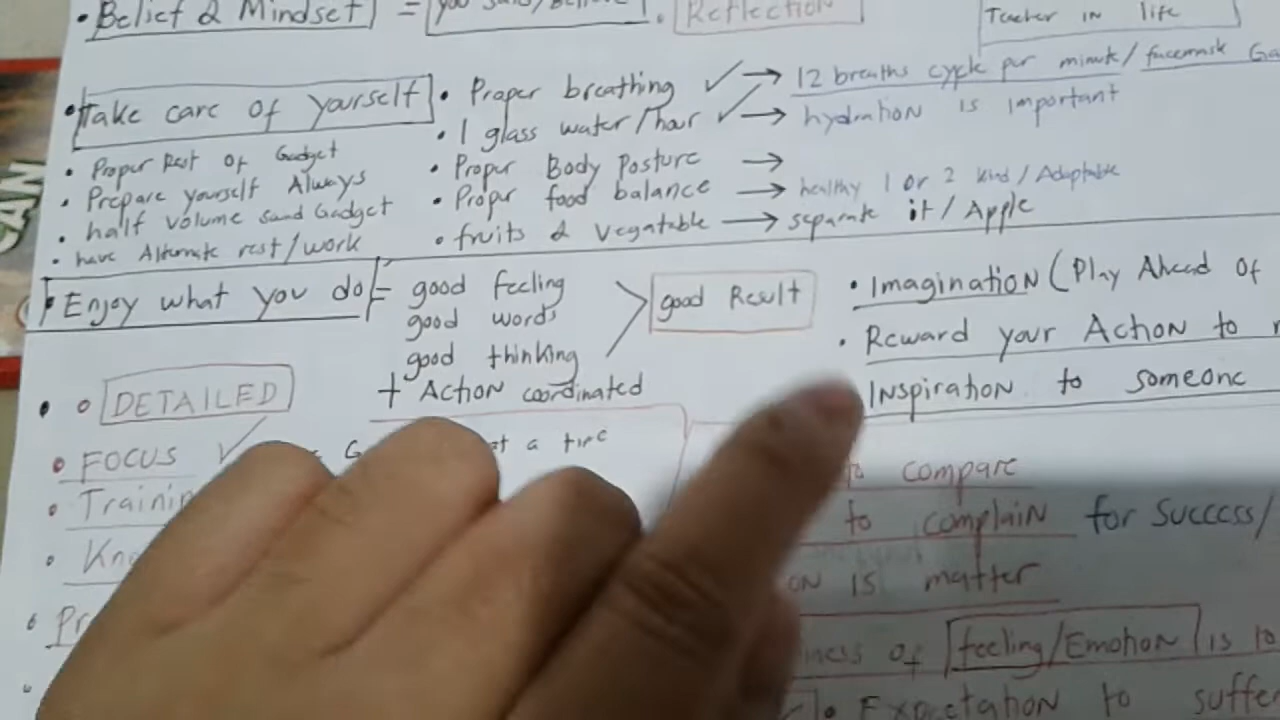 • Belief & Mindset =
Reflection
Teacher in life
• Take care of yourself
• Proper breathing ✓ → 12 breaths cycle per minute / facemask
• 1 glass water / hour ✓ → hydration is important
• Proper Body Posture →
• Proper food balance → healthy 1 or 2 kind / Adaptable
• fruits & Vegatable → separate it / Apple
• Proper Rest of Gadget
• Prepare yourself Always
• half volume sound Gadget
• have Alternate rest / work
• Enjoy what you do = good feeling
good words
good thinking
+ Action coordinated
good Result
• Imagination (Play Ahead of
• Reward your Action to
Inspiration to someone
• DETAILED
• FOCUS ✓
at a time
to compare
to complain for success /
is matter
of feeling / Emotion is
• Expectation to